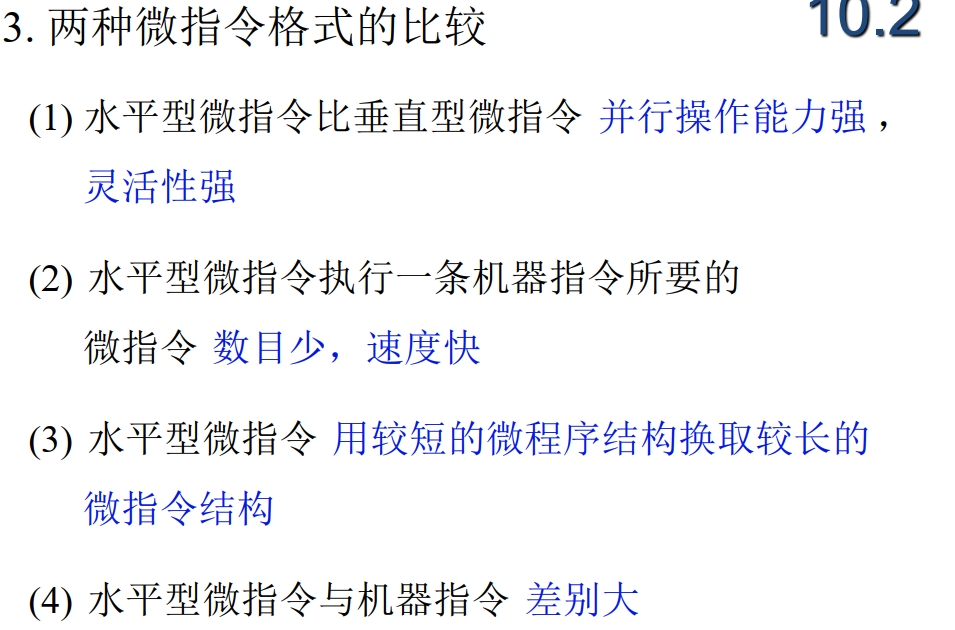 3. 两种微指令格式的比较
10.2
(1) 水平型微指令比垂直型微指令 并行操作能力强，
灵活性强
(2) 水平型微指令执行一条机器指令所要的
微指令 数目少，速度快
(3) 水平型微指令 用较短的微程序结构换取较长的
微指令结构
(4) 水平型微指令与机器指令 差别大